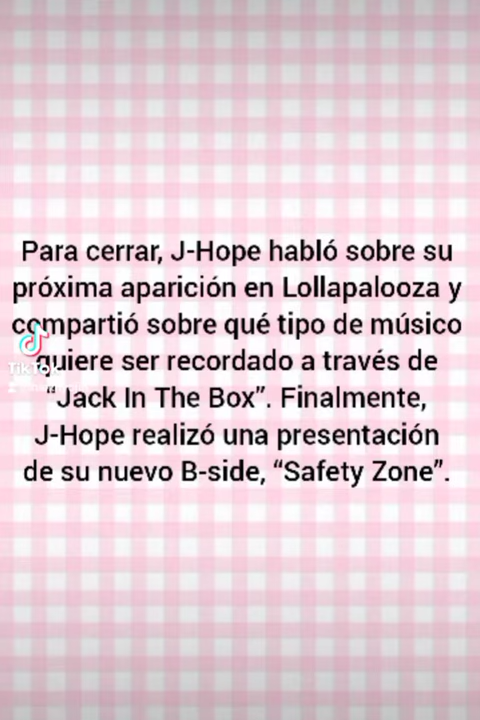 Para cerrar, J-Hope habló sobre su
próxima aparición en Lollapalooza y
compartió sobre qué tipo de músico
quiere ser recordado a través de
“Jack In The Box”. Finalmente,
J-Hope realizó una presentación
de su nuevo B-side, “Safety Zone”.
TikTok